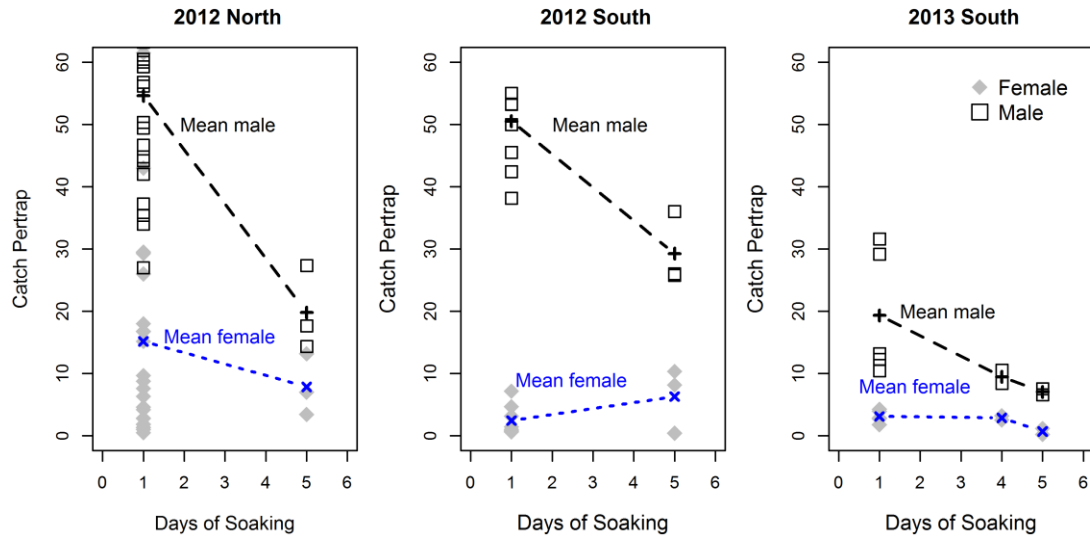 2012 North
2012 South
2013 South
Catch Pertrap
60
50
40
30
20
10
0
Mean male
Mean female
0 1 2 3 4 5 6
Days of Soaking
Catch Pertrap
60
50
40
30
20
10
0
Mean male
Mean female
0 1 2 3 4 5 6
Days of Soaking
Catch Pertrap
60
50
40
30
20
10
0
Female
Male
Mean male
Mean female
0 1 2 3 4 5 6
Days of Soaking